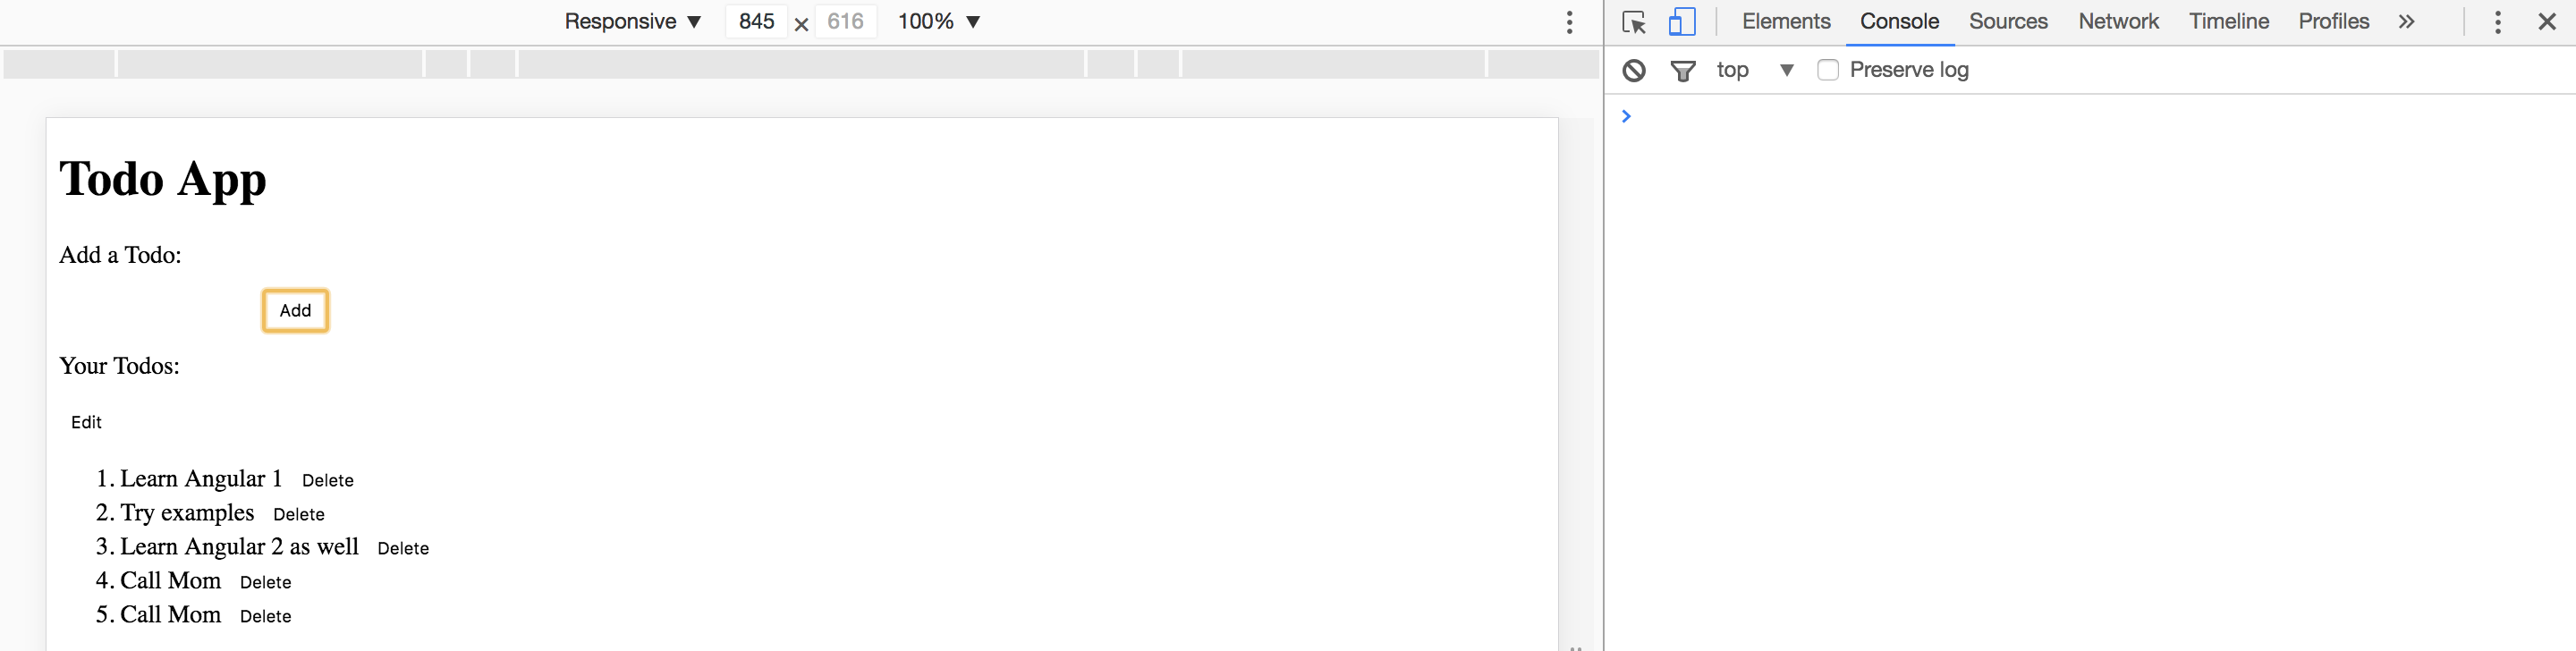 Responsive ▼ 845 × 616 100% ▼
Elements Console Sources Network Timeline Profiles »
top ▼ Preserve log
Todo App
Add a Todo:
Add
Your Todos:
Edit
1. Learn Angular 1 Delete
2. Try examples Delete
3. Learn Angular 2 as well Delete
4. Call Mom Delete
5. Call Mom Delete